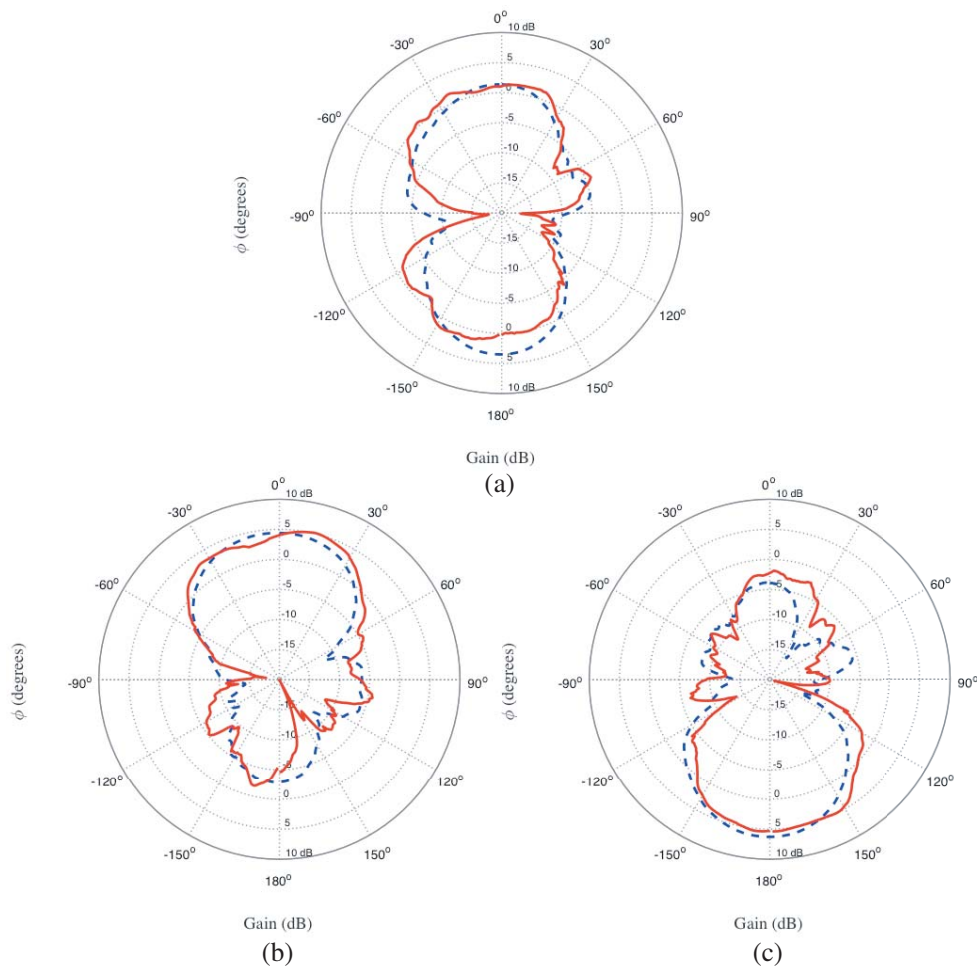 0° 10 dB
-30° 30°
5
0
-60° 60°
-5
-10
-15
-90° 90°
ϕ (degrees)
-15
-10
-120° 120°
-5
0
5
-150° 150°
10 dB
180°
Gain (dB)
(a)
0° 0°
10 dB 10 dB
-30° 30° -30° 30°
5 5
0 0
-60° 60° -60° 60°
-5 -5
-10 -10
-15 -15
-90° 90° -90° 90°
ϕ (degrees) ϕ (degrees)
-15 -15
-10 -10
-120° 120° -120° 120°
-5 -5
0 0
5 5
-150° 10 dB 150° -150° 10 dB 150°
180° 180°
Gain (dB) Gain (dB)
(b) (c)